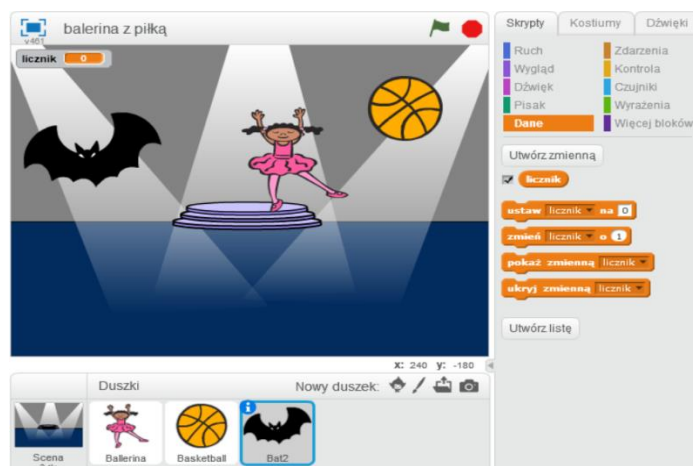 v461
balerina z piłką
licznik 0
X: 240 y: -180
Duszki
Nowy duszek:
Scena
Ballerina
Basketball
Bat2
Skrypty
Kostiumy
Dźwięki
Ruch
Wygląd
Dźwięk
Pisak
Dane
Zdarzenia
Kontrola
Czujniki
Wyrażenia
Więcej bloków
Utwórz zmienną
licznik
ustaw licznik na 0
zmień licznik o 1
pokaż zmienną licznik
ukryj zmienną licznik
Utwórz listę